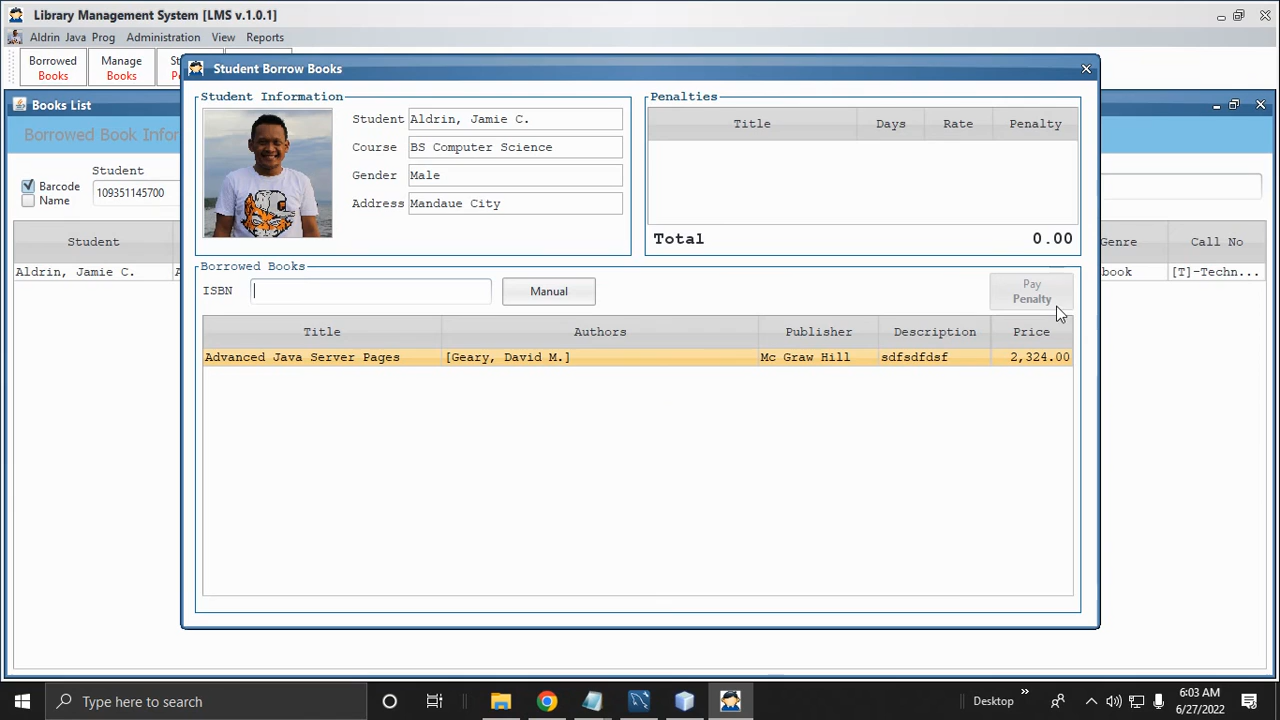 Library Management System [LMS v.1.0.1]
Aldrin Java Prog Administration View Reports
Borrowed Books
Manage Books
Books List
Borrowed Book Infor
Student
Barcode 109351145700
Name
Student
Aldrin, Jamie C.
Genre Call No
book [T]-Techn...
Student Borrow Books
Student Information
Student Aldrin, Jamie C.
Course BS Computer Science
Gender Male
Address Mandaue City
Penalties
Title Days Rate Penalty
Total 0.00
Borrowed Books
ISBN Manual
Pay Penalty
Title Authors Publisher Description Price
Advanced Java Server Pages [Geary, David M.] Mc Graw Hill sdfsdfdsf 2,324.00
Type here to search
Desktop
6:03 AM
6/27/2022